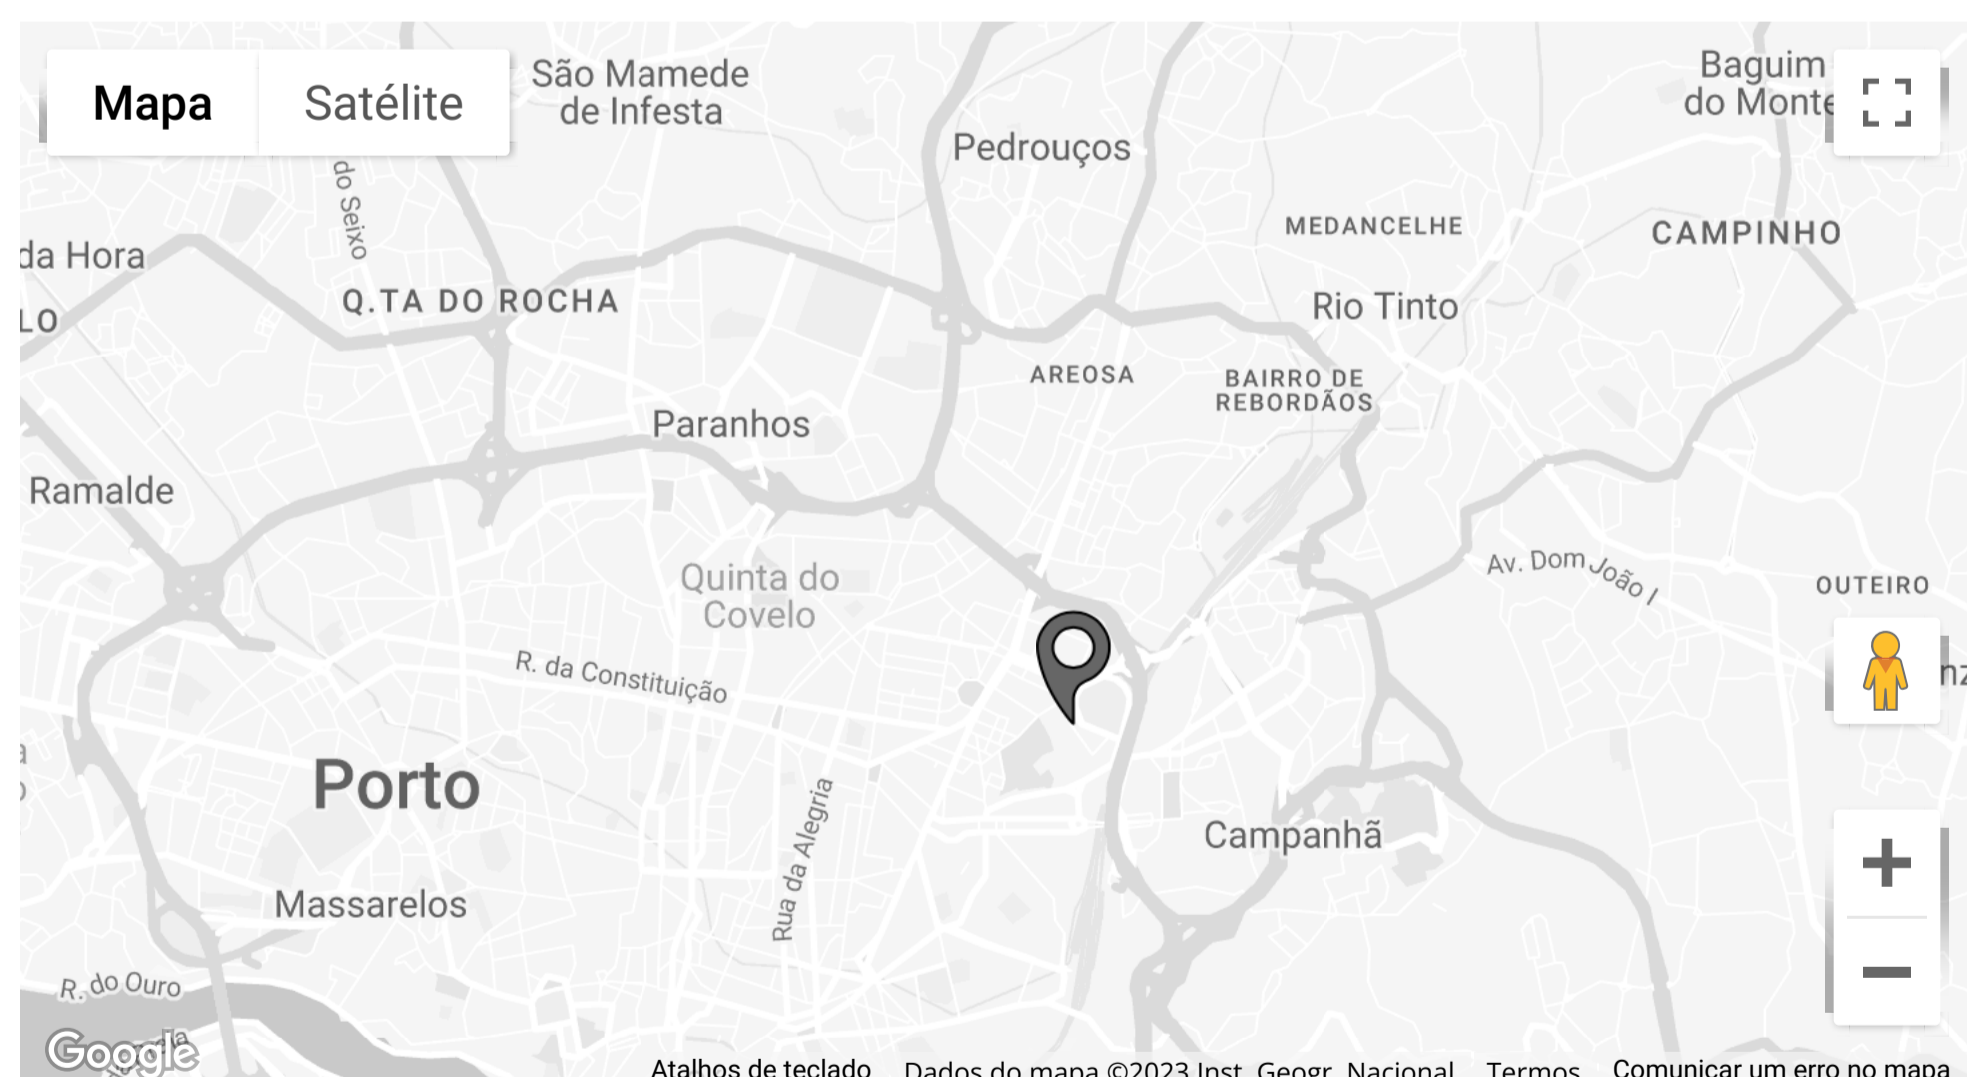 Mapa
Satélite
São Mamede
de Infesta
Baguim
do Monte
Pedrouços
do Seixo
MEDANCELHE
CAMPINHO
da Hora
Q.TA DO ROCHA
Rio Tinto
LO
AREOSA
BAIRRO DE
REBORDÃOS
Paranhos
Ramalde
Av. Dom João I
Quinta do
Covelo
OUTEIRO
R. da Constituição
nz
Porto
Rua da Alegria
Campanhã
Massarelos
R. do Ouro
Google
Atalhos de teclado
Dados do mapa ©2023 Inst. Geogr. Nacional
Termos
Comunicar um erro no mapa